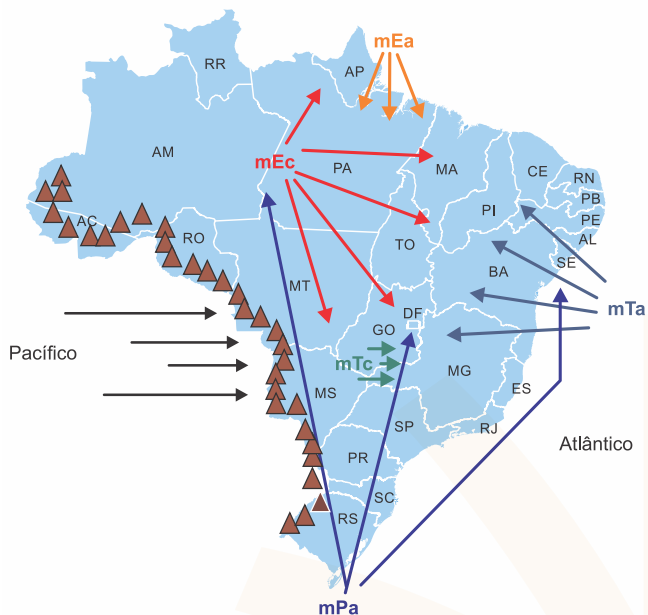 mEa
RR
AP
AM
mEc
PA
MA
CE
RN
PB
PE
AL
SE
PI
AC
RO
TO
BA
MT
DF
GO
mTa
Pacífico
mTc
MS
MG
ES
SP
RJ
Atlântico
PR
SC
RS
mPa